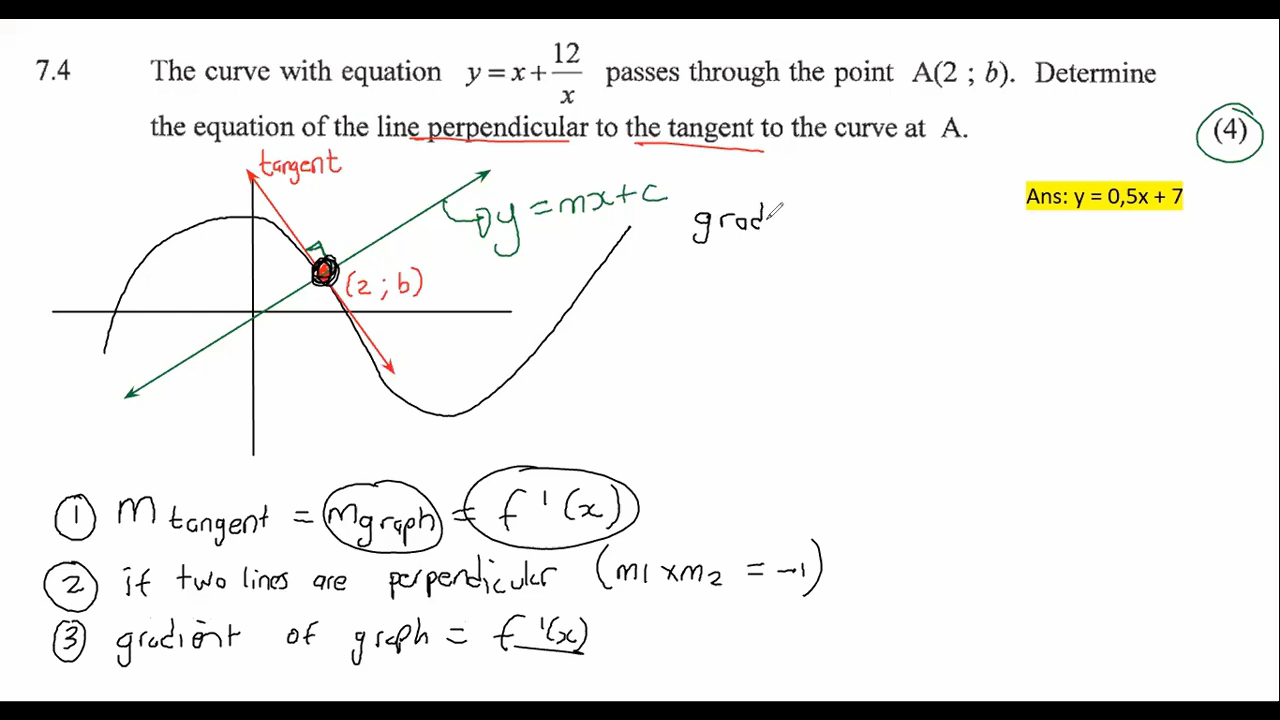 7.4 The curve with equation y = x + 12/x passes through the point A(2 ; b). Determine
the equation of the line perpendicular to the tangent to the curve at A.
(4)
Ans: y = 0,5x + 7
tangent
y = mx + c
grad
(2 ; b)
① m tangent = m graph = f'(x)
② if two lines are perpendicular (m1 x m2 = -1)
③ gradient of graph = f'(x)